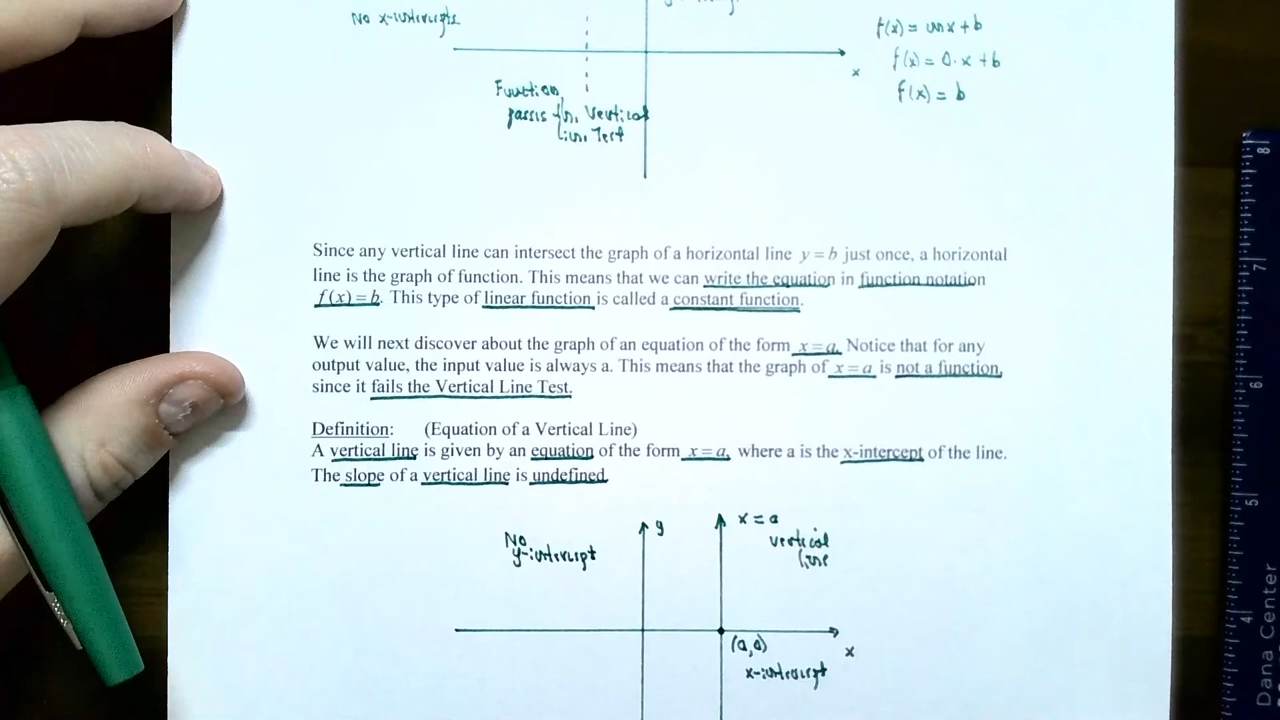 No x-intercepts
f(x) = mx + b
f(x) = 0·x + b
x
f(x) = b
Function
passes the Vertical
Line Test
Since any vertical line can intersect the graph of a horizontal line y = b just once, a horizontal
line is the graph of function. This means that we can write the equation in function notation
f(x) = b. This type of linear function is called a constant function.
We will next discover about the graph of an equation of the form x = a. Notice that for any
output value, the input value is always a. This means that the graph of x = a is not a function,
since it fails the Vertical Line Test.
Definition: (Equation of a Vertical Line)
A vertical line is given by an equation of the form x = a, where a is the x-intercept of the line.
The slope of a vertical line is undefined.
y
x = a
No
y-intercept
vertical
line
(a,0)
x
x-intercept
8
7
6
5
4
Dana Center